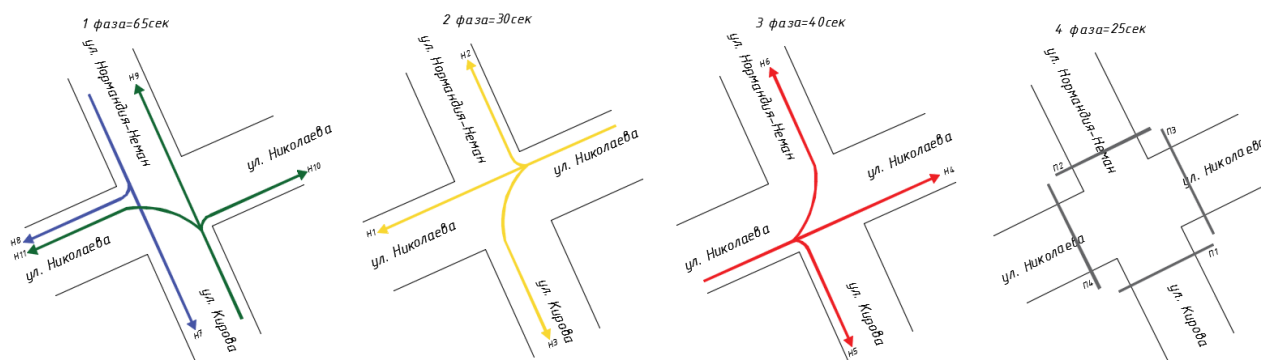 1 фаза=65сек
ул. Нормандия-Неман
Н9
ул. Николаева
Н10
Н8
Н11
ул. Николаева
Н7
ул. Кирова
2 фаза=30сек
ул. Нормандия-Неман
Н2
ул. Николаева
Н1
ул. Николаева
ул. Кирова
Н3
3 фаза=40сек
ул. Нормандия-Неман
Н6
ул. Николаева
Н4
ул. Николаева
ул. Кирова
Н5
4 фаза=25сек
ул. Нормандия-Неман
П3
П2
ул. Николаева
ул. Николаева
П1
П4
ул. Кирова